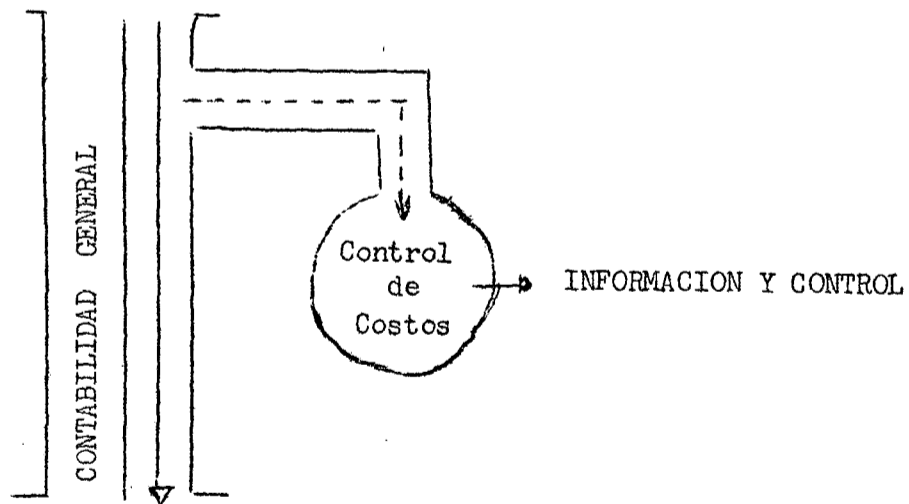 CONTABILIDAD GENERAL
Control
de
Costos
INFORMACION Y CONTROL